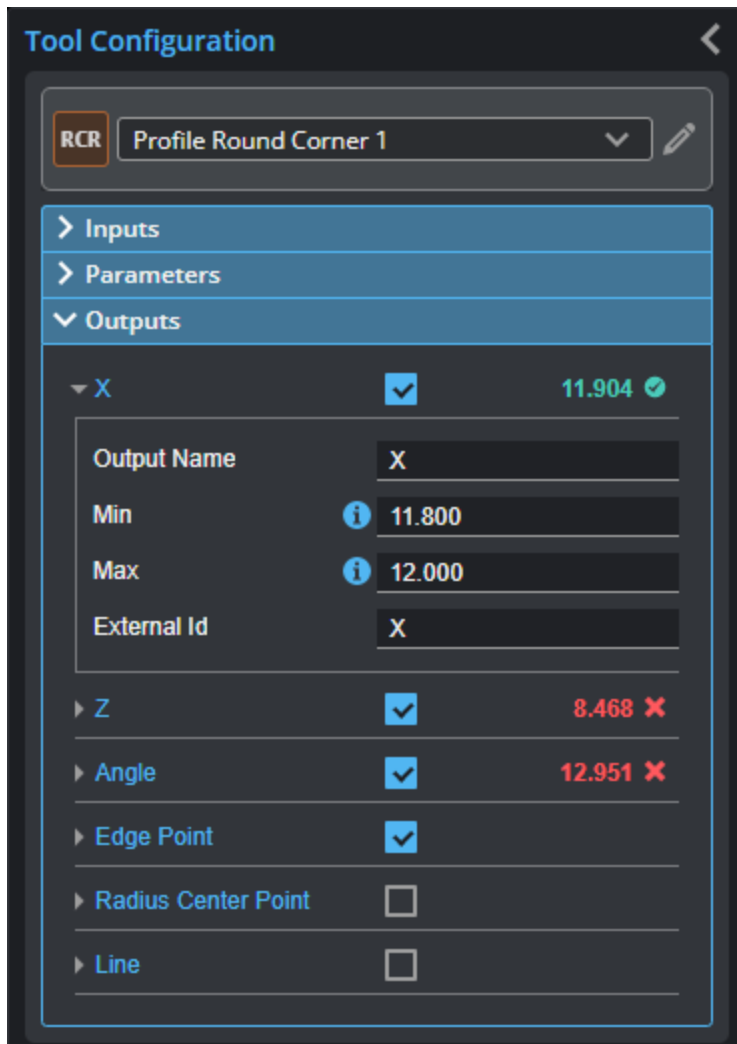 Tool Configuration
RCR Profile Round Corner 1
Inputs
Parameters
Outputs
X 11.904
Output Name X
Min 11.800
Max 12.000
External Id X
Z 8.468
Angle 12.951
Edge Point
Radius Center Point
Line